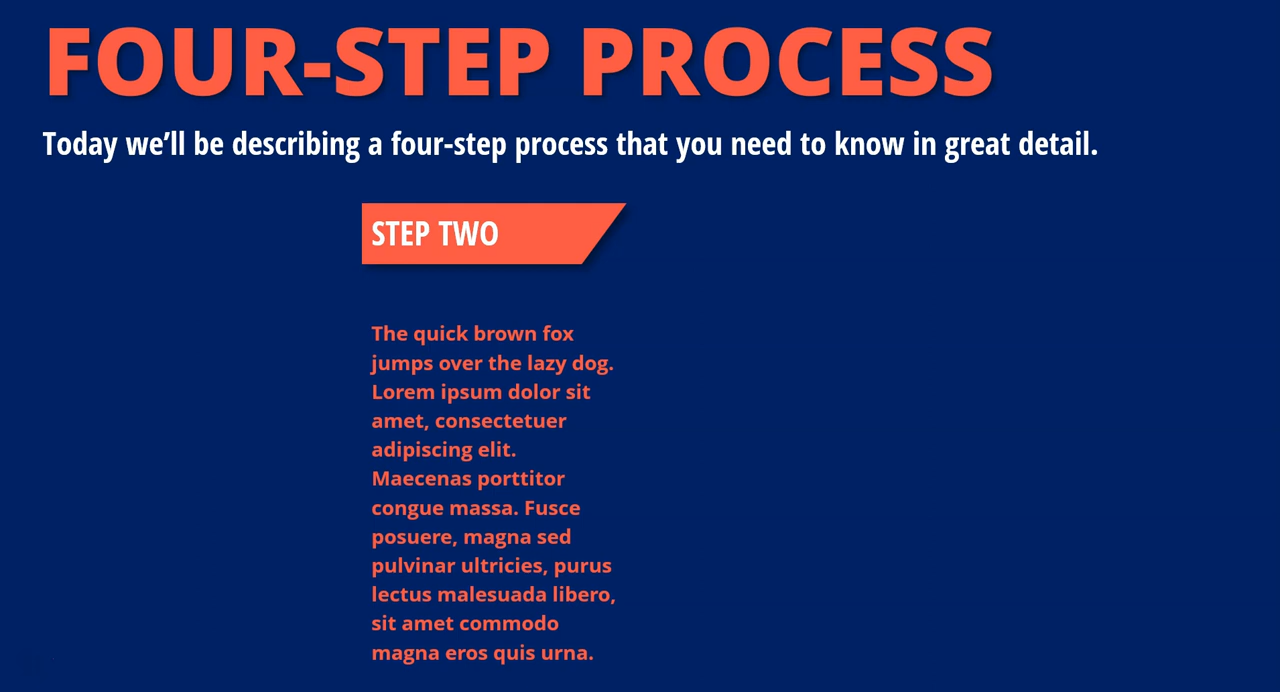 FOUR-STEP PROCESS
Today we’ll be describing a four-step process that you need to know in great detail.
STEP TWO
The quick brown fox
jumps over the lazy dog.
Lorem ipsum dolor sit
amet, consectetuer
adipiscing elit.
Maecenas porttitor
congue massa. Fusce
posuere, magna sed
pulvinar ultricies, purus
lectus malesuada libero,
sit amet commodo
magna eros quis urna.